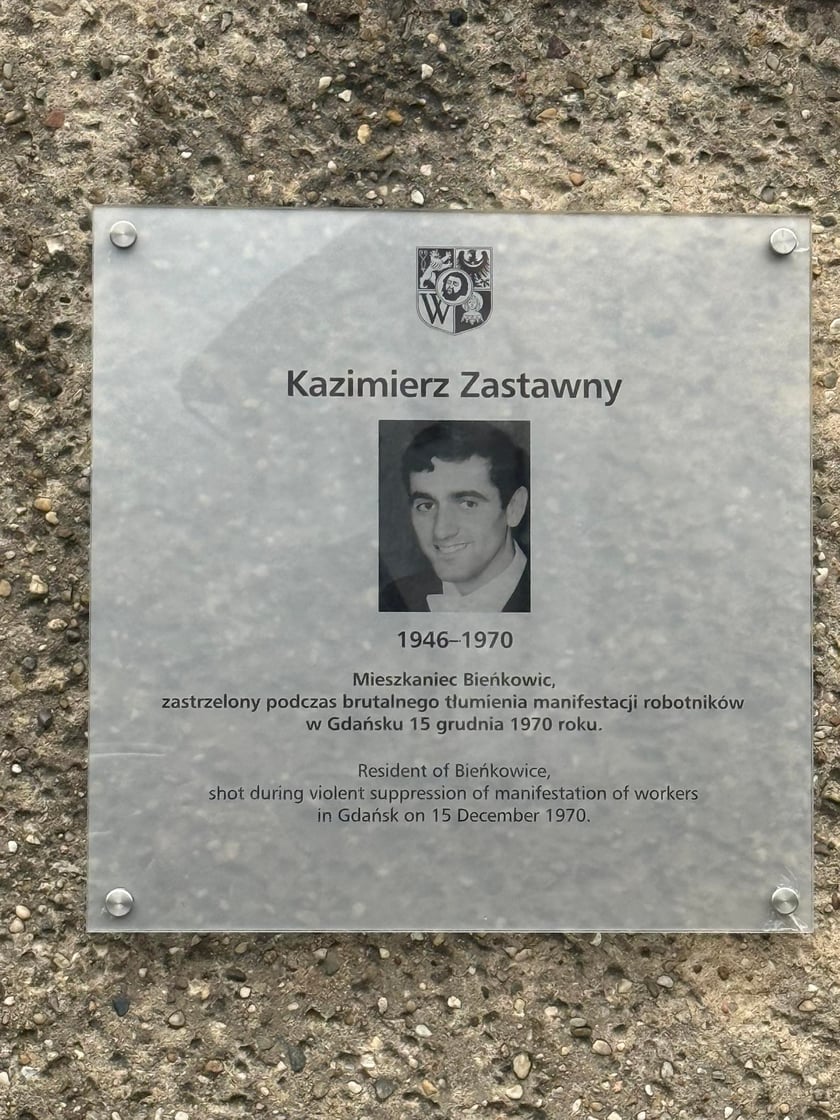 W
Kazimierz Zastawny
1946–1970
Mieszkaniec Bieńkowic,
zastrzelony podczas brutalnego tłumienia manifestacji robotników
w Gdańsku 15 grudnia 1970 roku.
Resident of Bieńkowice,
shot during violent suppression of manifestation of workers
in Gdańsk on 15 December 1970.